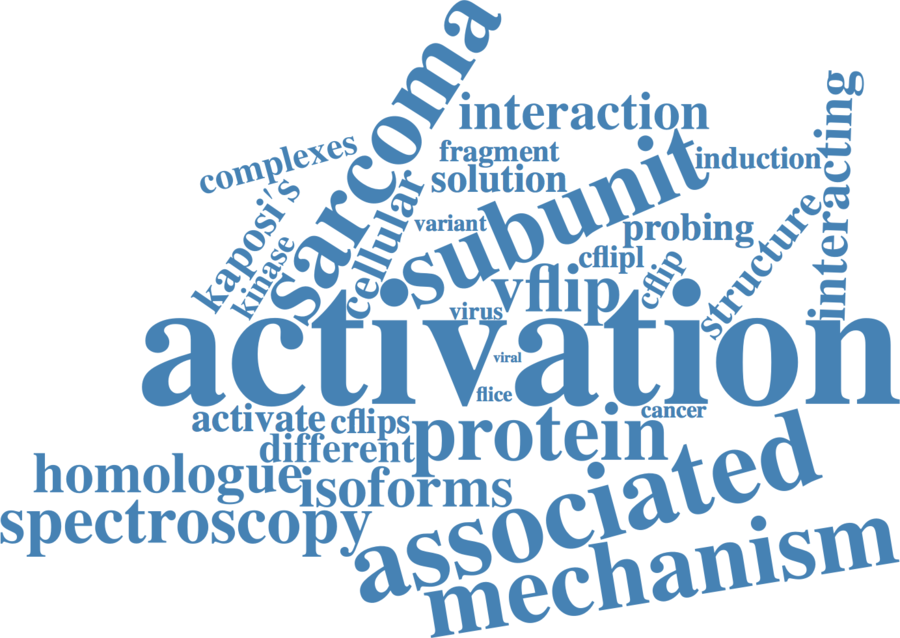 sarcoma
interaction
interacting
complexes
fragment
induction
solution
subunit
kaposi's
cellular
variant
probing
structure
kinase
cflipl
cflip
vflip
virus
activation
viral
flice
cancer
activate
cflips
protein
different
homologue
isoforms
associated
spectroscopy
mechanism